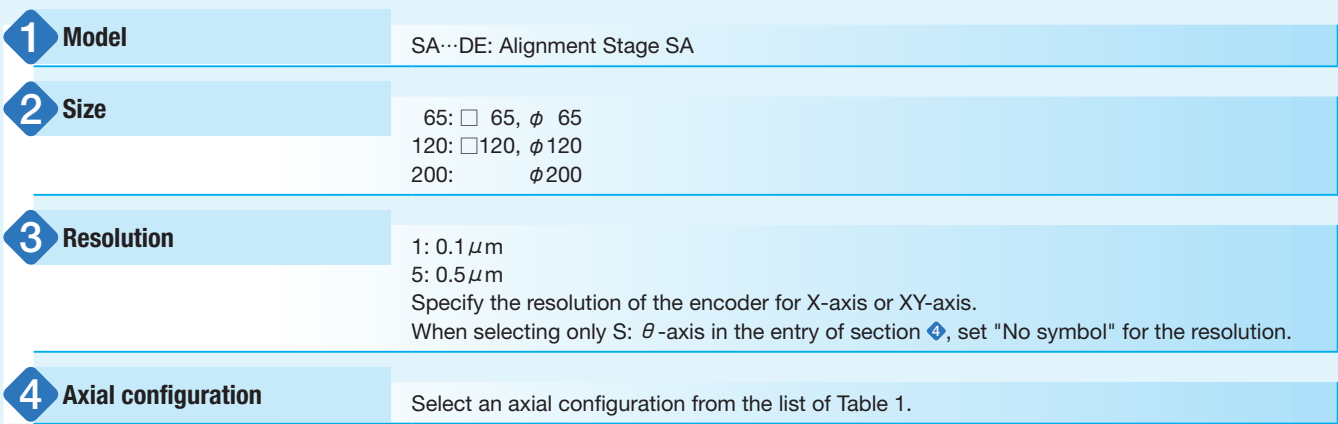 1 Model
SA···DE: Alignment Stage SA
2 Size
65: □ 65, φ 65
120: □120, φ120
200: φ200
3 Resolution
1: 0.1μm
5: 0.5μm
Specify the resolution of the encoder for X-axis or XY-axis.
When selecting only S: θ-axis in the entry of section 4, set "No symbol" for the resolution.
4 Axial configuration
Select an axial configuration from the list of Table 1.